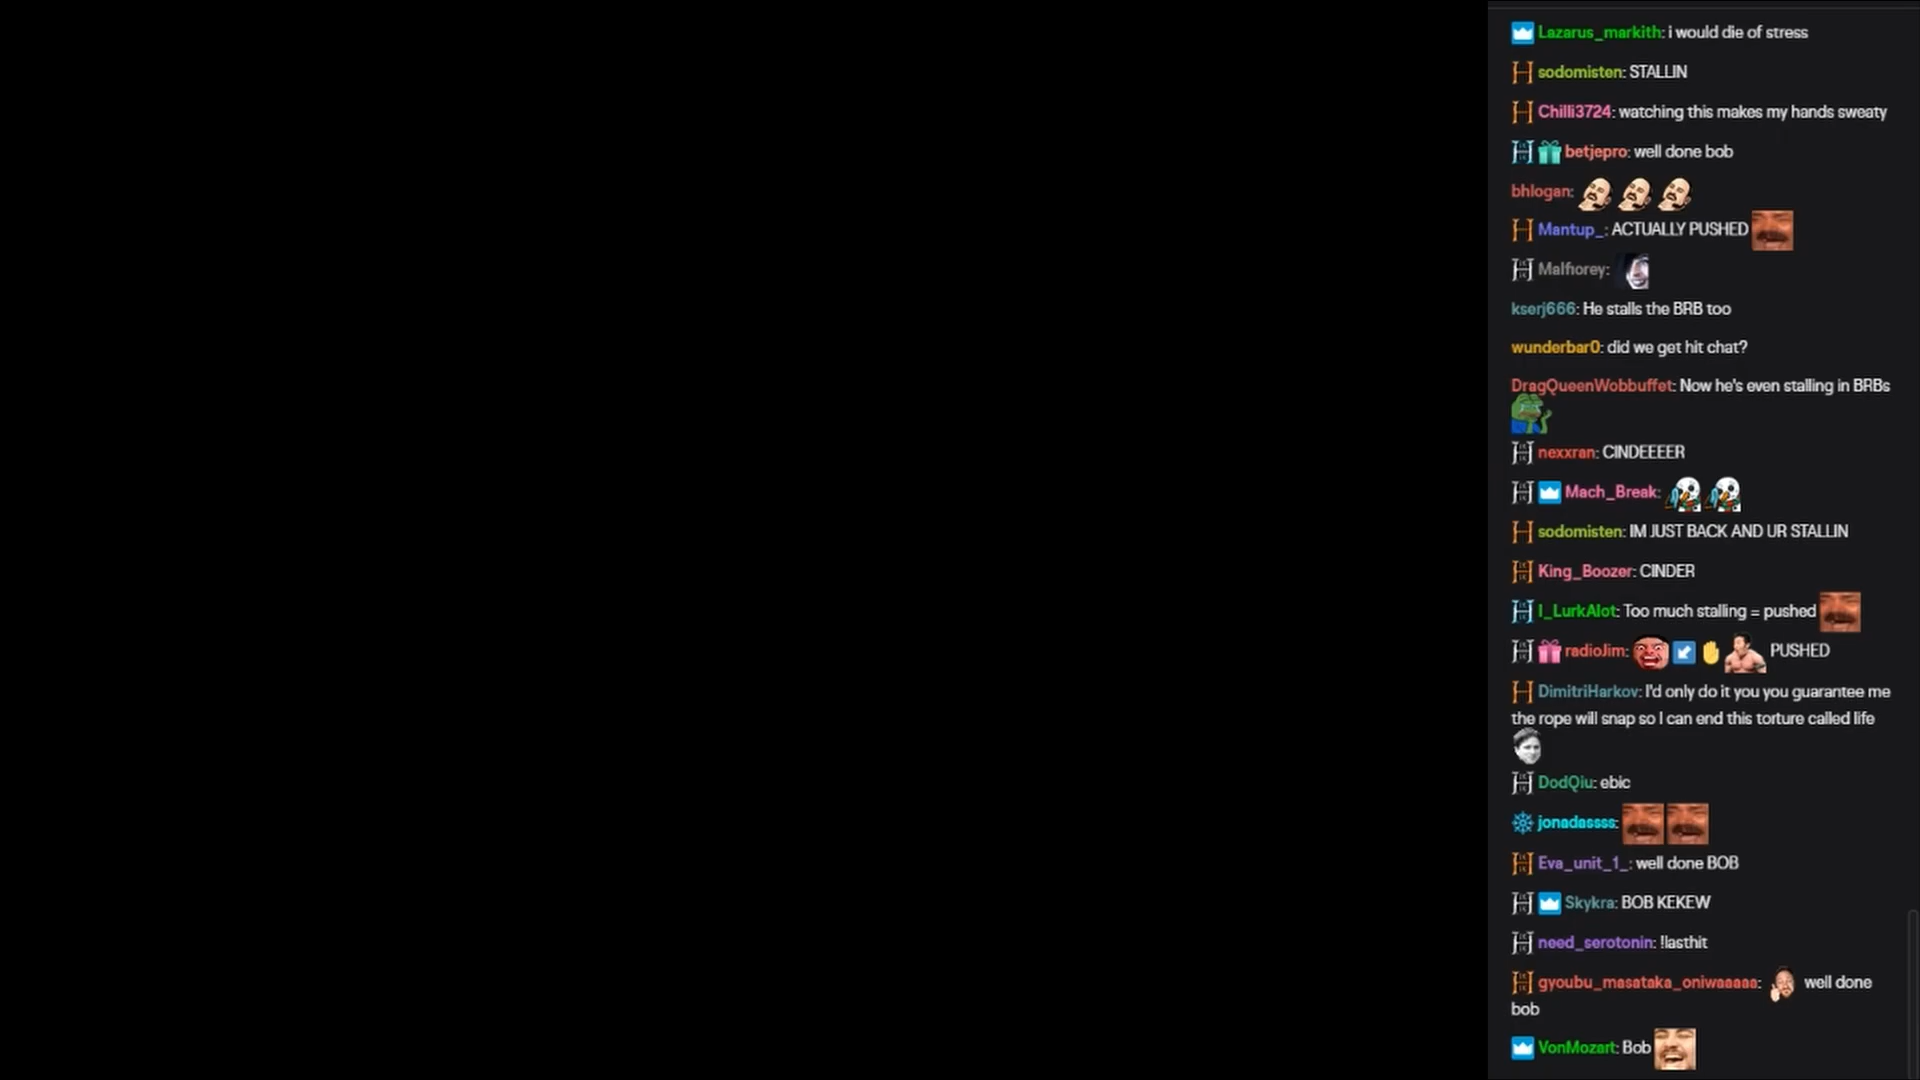 Lazarus_markith: i would die of stress
sodomisten: STALLIN
Chilli3724: watching this makes my hands sweaty
betjepro: well done bob
bhlogan:
Mantup_: ACTUALLY PUSHED
Malfiorey:
kserj666: He stalls the BRB too
wunderbar0: did we get hit chat?
DragQueenWobbuffet: Now he's even stalling in BRBs
nexxran: CINDEEEER
Mach_Break:
sodomisten: IM JUST BACK AND UR STALLIN
King_Boozer: CINDER
I_LurkAlot: Too much stalling = pushed
radioJim: PUSHED
DimitriHarkov: I'd only do it you you guarantee me
the rope will snap so I can end this torture called life
DodQiu: ebic
jonadassss:
Eva_unit_1_: well done BOB
Skykra: BOB KEKEW
need_serotonin: !lasthit
gyoubu_masataka_oniwaaaaa: well done
bob
VonMozart: Bob